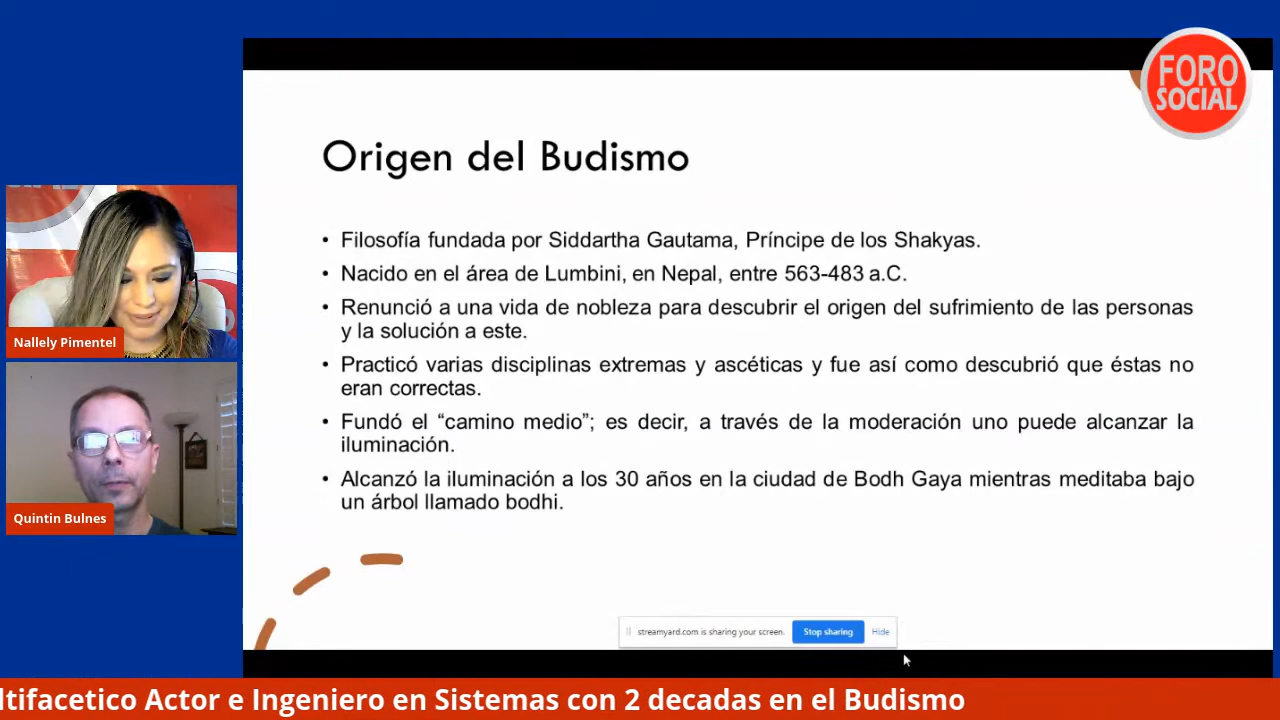 FORO
SOCIAL
Origen del Budismo
• Filosofía fundada por Siddartha Gautama, Príncipe de los Shakyas.
• Nacido en el área de Lumbini, en Nepal, entre 563-483 a.C.
• Renunció a una vida de nobleza para descubrir el origen del sufrimiento de las personas
y la solución a este.
• Practicó varias disciplinas extremas y ascéticas y fue así como descubrió que éstas no
eran correctas.
• Fundó el “camino medio”; es decir, a través de la moderación uno puede alcanzar la
iluminación.
• Alcanzó la iluminación a los 30 años en la ciudad de Bodh Gaya mientras meditaba bajo
un árbol llamado bodhi.
Nallely Pimentel
Quintin Bulnes
streamyard.com is sharing your screen.
Stop sharing
Hide
ltifacetico Actor e Ingeniero en Sistemas con 2 decadas en el Budismo